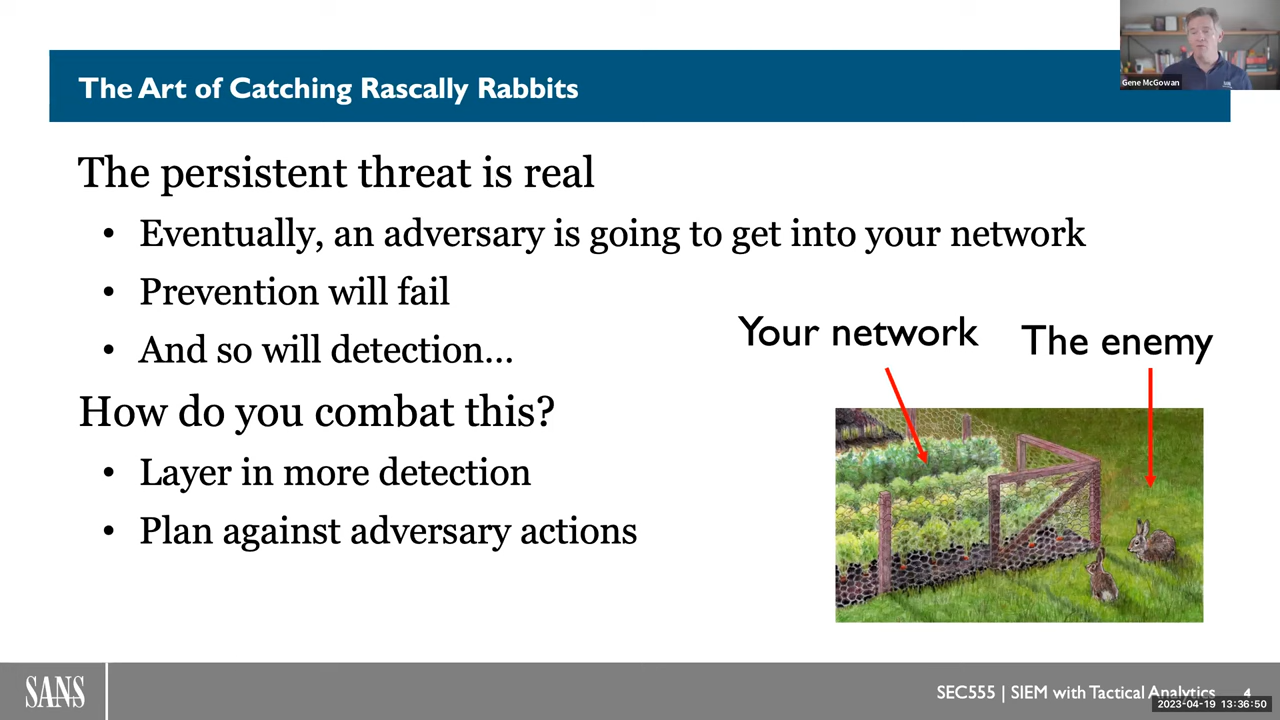 The Art of Catching Rascally Rabbits
Gene McGowan
The persistent threat is real
• Eventually, an adversary is going to get into your network
• Prevention will fail
• And so will detection...
Your network
The enemy
How do you combat this?
• Layer in more detection
• Plan against adversary actions
SANS
SEC555 | SIEM with Tactical Analytics
4
2023-04-19 13:36:50